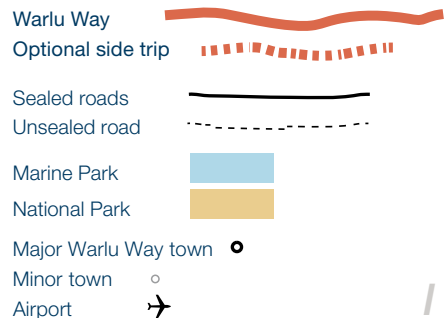 Warlu Way
Optional side trip
Sealed roads
Unsealed road
Marine Park
National Park
Major Warlu Way town
Minor town
Airport